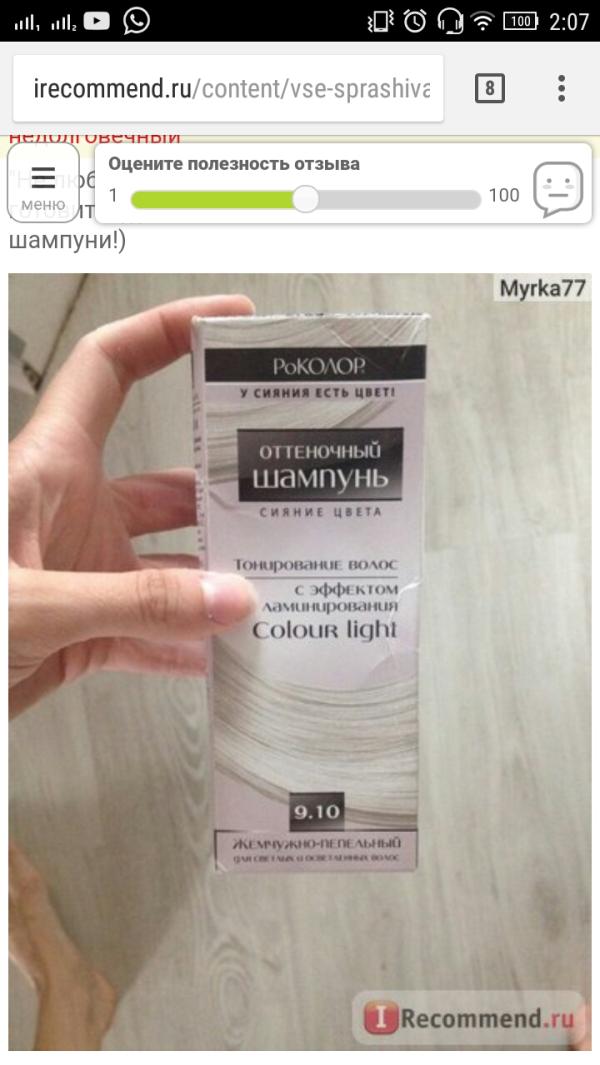 2:07
100
irecommend.ru/content/vse-sprashiva
8
недолговечный
Оцените полезность отзыва
1
100
меню
шампуни!)
Myrka77
РоКОЛОР
У СИЯНИЯ ЕСТЬ ЦВЕТ!
ОТТЕНОЧНЫЙ
шампунь
СИЯНИЕ ЦВЕТА
Тонирование волос
с эффектом
ламинирования
Colour light
9.10
Жемчужно-пепельный
для светлых и осветленных волос
IRecommend.ru